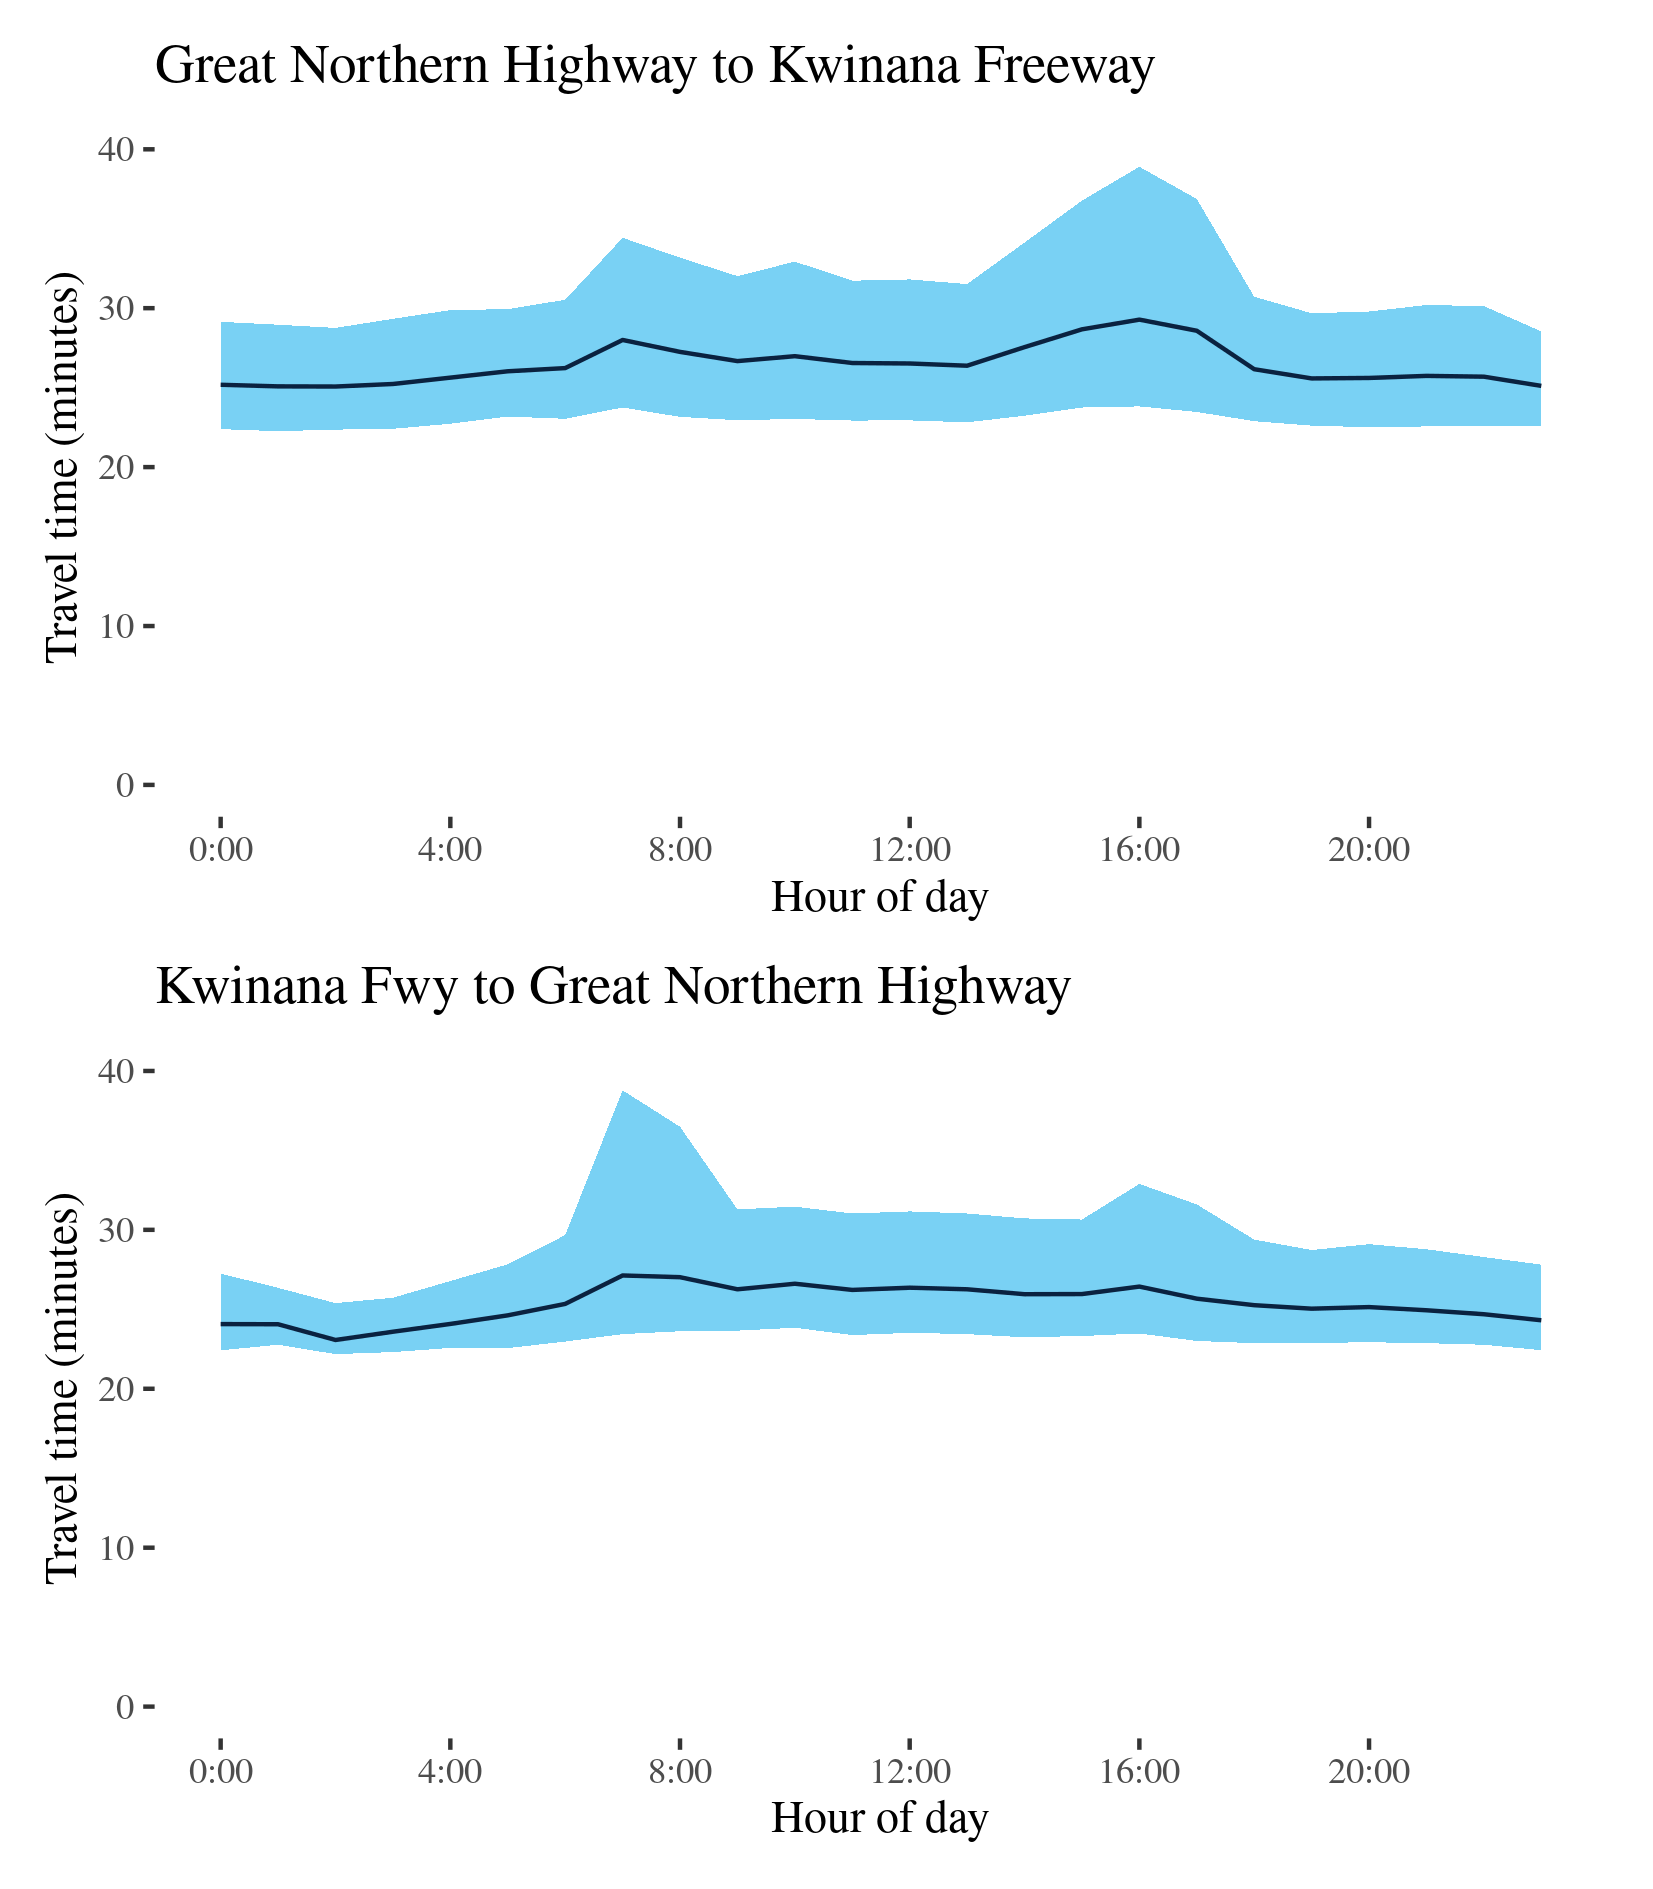 Great Northern Highway to Kwinana Freeway
Travel time (minutes)
40
30
20
10
0
0:00 4:00 8:00 12:00 16:00 20:00
Hour of day
Kwinana Fwy to Great Northern Highway
Travel time (minutes)
40
30
20
10
0
0:00 4:00 8:00 12:00 16:00 20:00
Hour of day